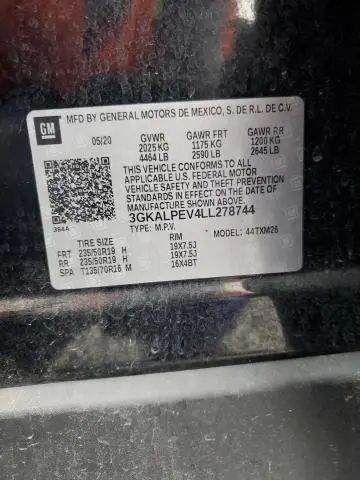 MFD BY GENERAL MOTORS DE MEXICO, S. DE R.L. DE C.V.
GM
05/20 GVWR GAWR FRT GAWR RR
2025 KG 1175 KG 1200 KG
4464 LB 2590 LB 2645 LB
THIS VEHICLE CONFORMS TO ALL
APPLICABLE U.S. FEDERAL MOTOR
VEHICLE SAFETY, BUMPER, AND THEFT
PREVENTION STANDARDS IN EFFECT ON
THE DATE OF MANUFACTURE SHOWN ABOVE.
384A
3GKALPEV4LL278744
TYPE: M.P.V. MODEL: 44TXM26
TIRE SIZE RIM
FRT 235/50R19 H 19X7.5J
RR 235/50R19 H 19X7.5J
SPA T135/70R16 M 16X4BT